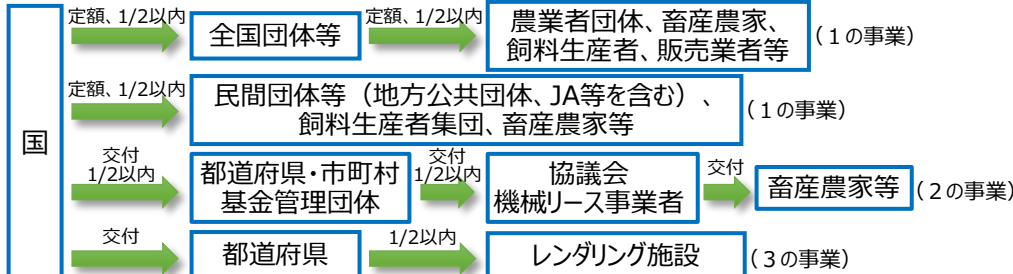 国
定額、1/2以内
全国団体等
定額、1/2以内
農業者団体、畜産農家、
飼料生産者、販売業者等
(1の事業)
定額、1/2以内
民間団体等（地方公共団体、JA等を含む）、
飼料生産者集団、畜産農家等
(1の事業)
交付
1/2以内
都道府県・市町村
基金管理団体
交付
1/2以内
協議会
機械リース事業者
交付
畜産農家等
(2の事業)
交付
都道府県
1/2以内
レンダリング施設
(3の事業)